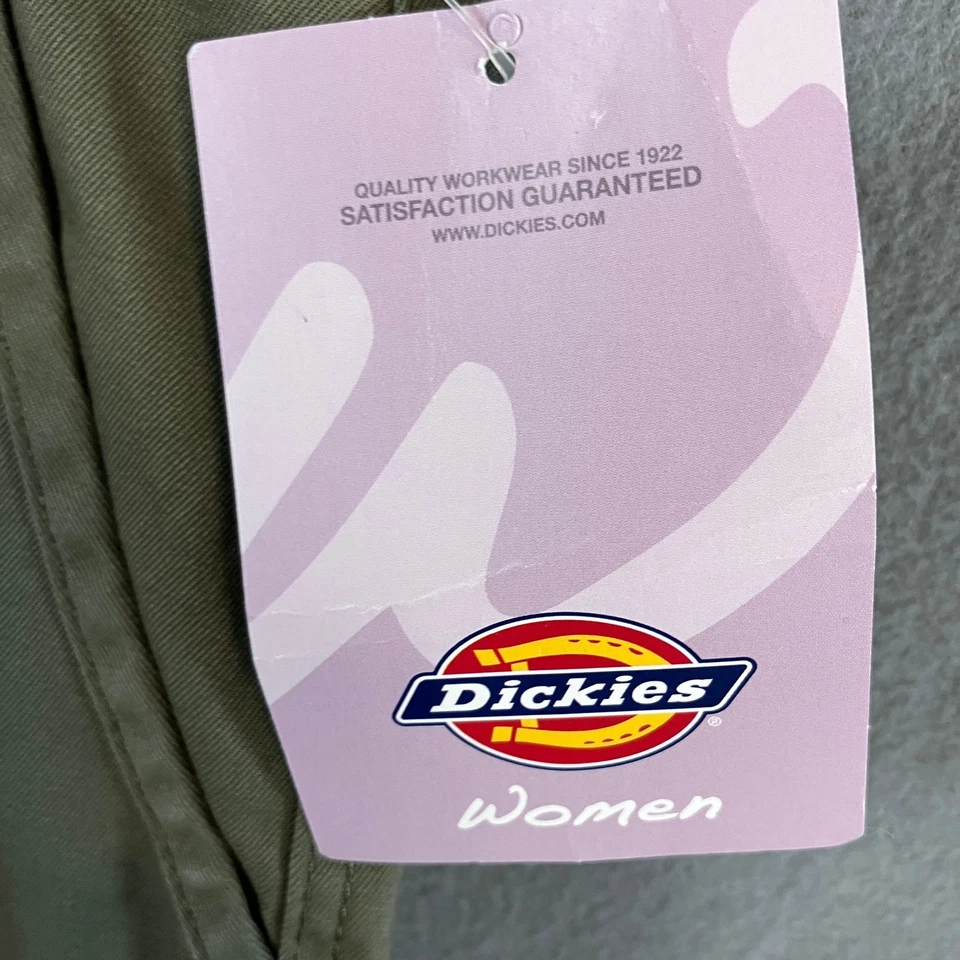 QUALITY WORKWEAR SINCE 1922
SATISFACTION GUARANTEED
WWW.DICKIES.COM
Dickies®
Women